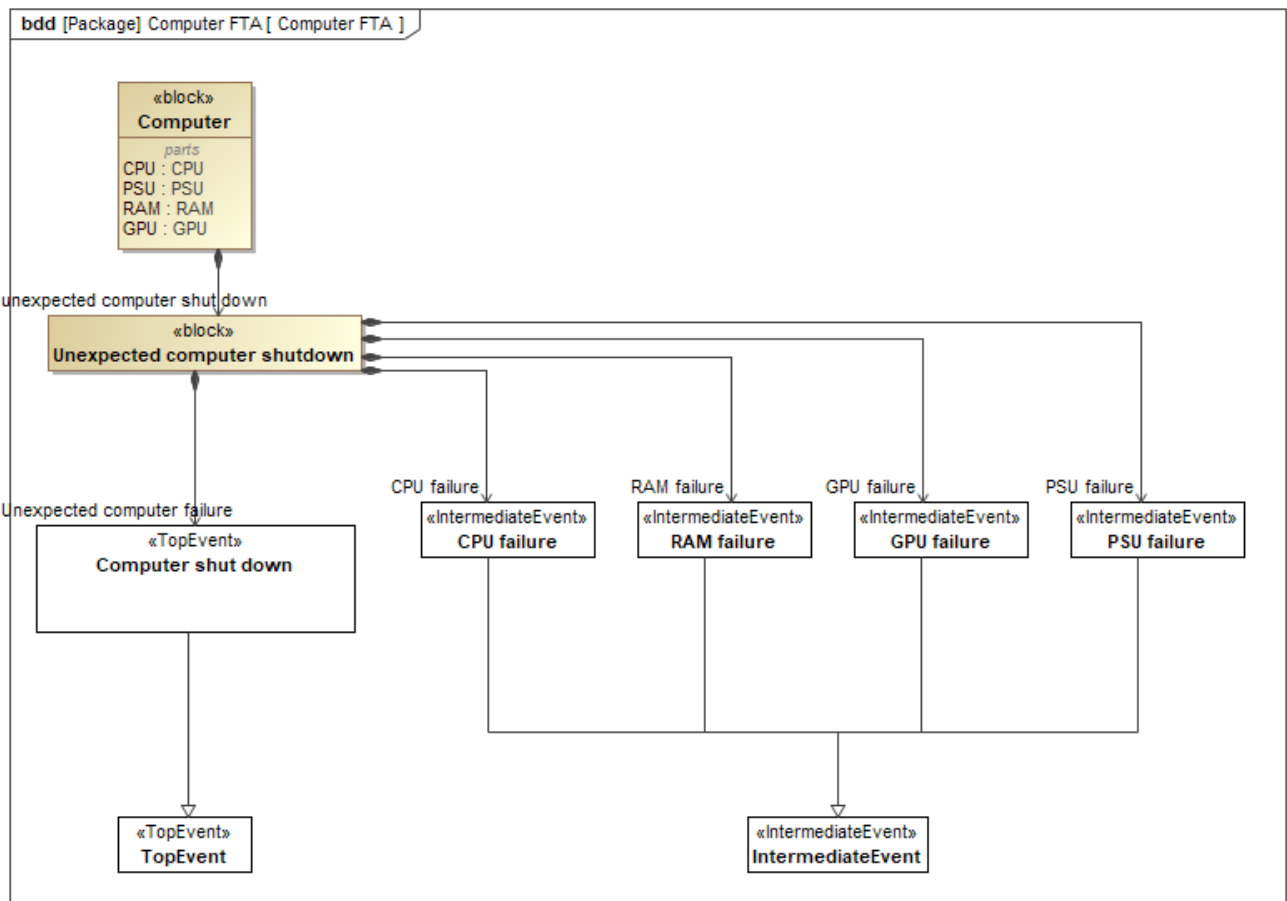 bdd [Package] Computer FTA [ Computer FTA ]
«block»
Computer
parts
CPU : CPU
PSU : PSU
RAM : RAM
GPU : GPU
unexpected computer shut down
«block»
Unexpected computer shutdown
CPU failure
RAM failure
GPU failure
PSU failure
Unexpected computer failure
«TopEvent»
Computer shut down
«IntermediateEvent»
CPU failure
«IntermediateEvent»
RAM failure
«IntermediateEvent»
GPU failure
«IntermediateEvent»
PSU failure
«TopEvent»
TopEvent
«IntermediateEvent»
IntermediateEvent